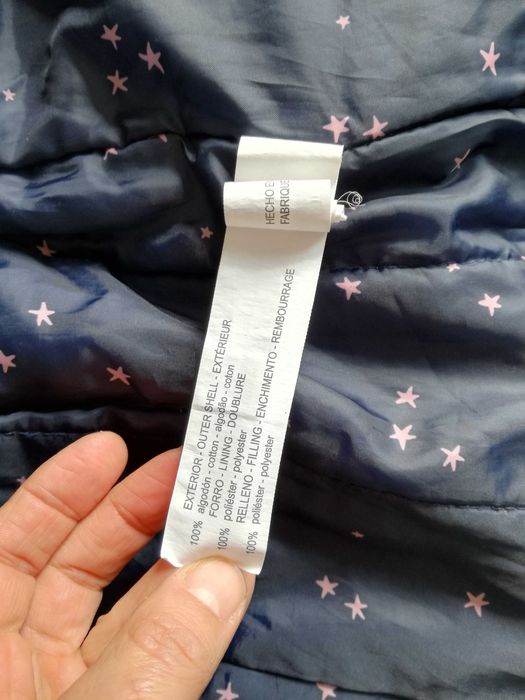 HECHO E
FABRIQUE
EXTERIOR - OUTER SHELL - EXTÉRIEUR
100% algodón - cotton - algodão - coton
FORRO - LINING - DOUBLURE
100% poliéster - polyester
RELLENO - FILLING - ENCHIMENTO - REMBOURRAGE
100% poliéster - polyester